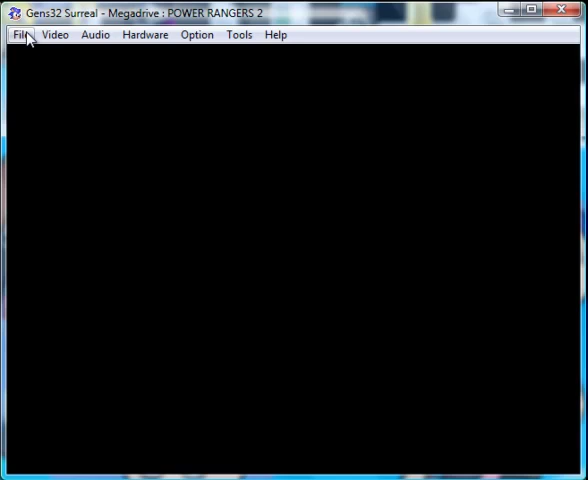 Gens32 Surreal - Megadrive : POWER RANGERS 2
File Video Audio Hardware Option Tools Help